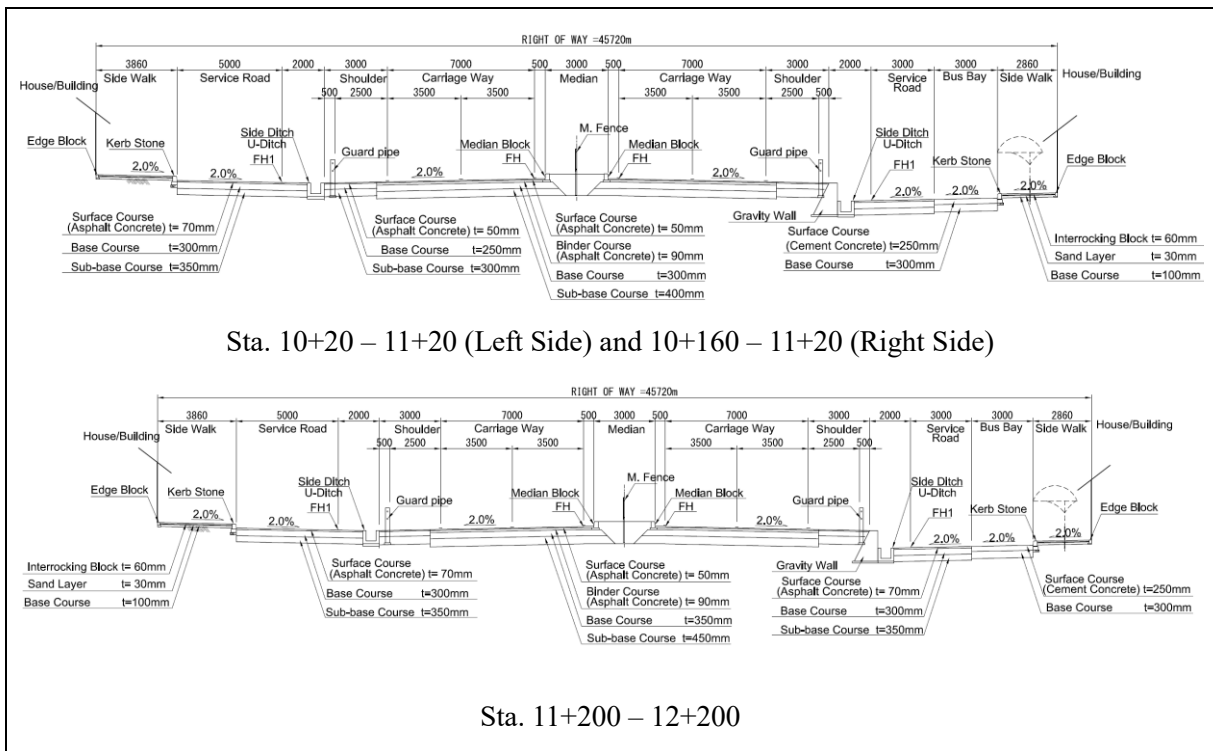 RIGHT OF WAY =45720m
3860 5000 2000 3000 7000 500 3000 500 7000 3000 2000 3000 3000 2860
Side Walk Service Road Shoulder Carriage Way Median Carriage Way Shoulder Service Road Bus Bay Side Walk House/Building
House/Building 500 2500 3500 3500 3500 3500 2500 500
Edge Block Kerb Stone Side Ditch U-Ditch FH1 Guard pipe Median Block FH M. Fence Median Block FH Guard pipe Side Ditch U-Ditch FH1 Kerb Stone Edge Block
2.0% 2.0% 2.0% 2.0% 2.0% 2.0% 2.0%
Surface Course
(Asphalt Concrete) t= 70mm
Base Course t=300mm
Sub-base Course t=350mm
Surface Course
(Asphalt Concrete) t=50mm
Base Course t=250mm
Sub-base Course t=300mm
Surface Course
(Asphalt Concrete) t=50mm
Binder Course
(Asphalt Concrete) t=90mm
Base Course t=300mm
Sub-base Course t=400mm
Gravity Wall
Surface Course
(Cement Concrete) t=250mm
Base Course t=300mm
Interrocking Block t= 60mm
Sand Layer t= 30mm
Base Course t=100mm
Sta. 10+20 – 11+20 (Left Side) and 10+160 – 11+20 (Right Side)
RIGHT OF WAY =45720m
3860 5000 2000 3000 7000 500 3000 500 7000 3000 2000 3000 3000 2860
House/Building Side Walk Service Road Shoulder Carriage Way Median Carriage Way Shoulder Service Road Bus Bay Side Walk House/Building
500 2500 3500 3500 3500 3500 2500 500
Edge Block Kerb Stone Side Ditch U-Ditch FH1 Guard pipe Median Block FH M. Fence Median Block FH Guard pipe Side Ditch U-Ditch FH1 Kerb Stone Edge Block
2.0% 2.0% 2.0% 2.0% 2.0% 2.0% 2.0%
Interrocking Block t= 60mm
Sand Layer t= 30mm
Base Course t=100mm
Surface Course
(Asphalt Concrete) t=70mm
Base Course t=300mm
Sub-base Course t=350mm
Surface Course
(Asphalt Concrete) t=50mm
Binder Course
(Asphalt Concrete) t= 90mm
Base Course t=350mm
Sub-base Course t=450mm
Gravity Wall
Surface Course
(Asphalt Concrete) t= 70mm
Base Course t=300mm
Sub-base Course t=350mm
Surface Course
(Cement Concrete) t=250mm
Base Course t=300mm
Sta. 11+200 – 12+200